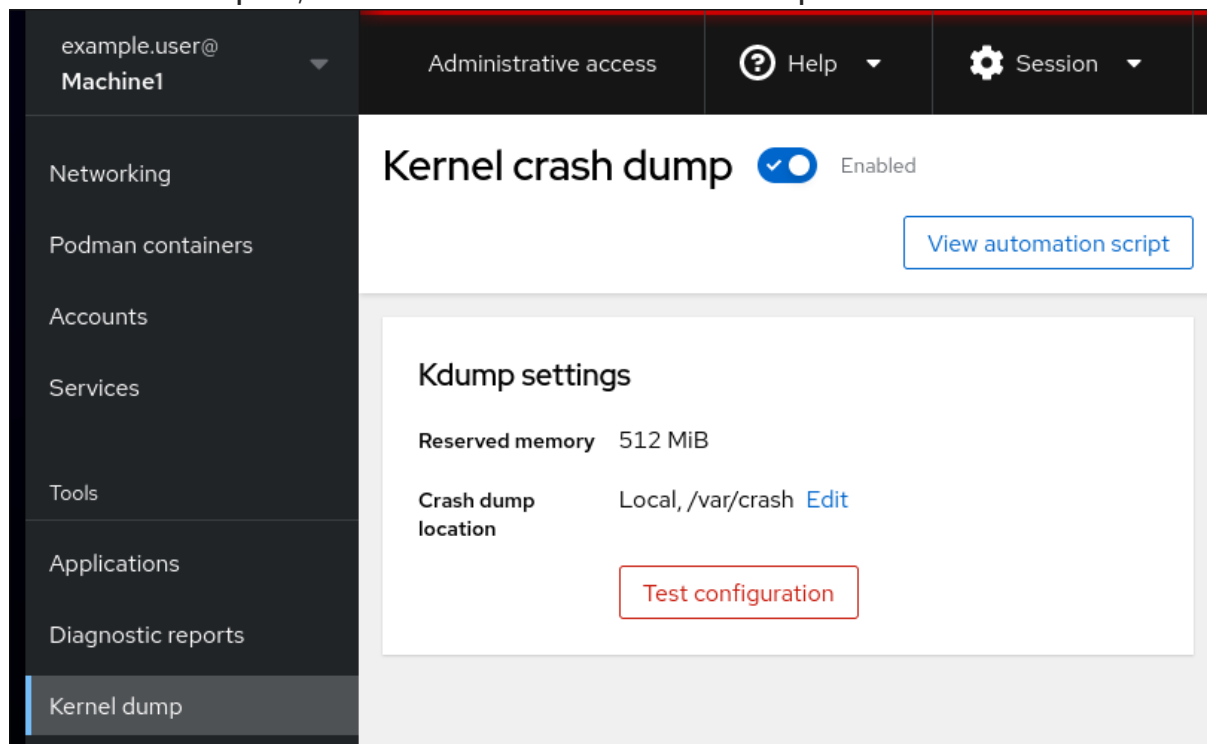 example.user@
Machine1
Administrative access
Help
Session
Networking
Podman containers
Accounts
Services
Tools
Applications
Diagnostic reports
Kernel dump
Kernel crash dump
Enabled
View automation script
Kdump settings
Reserved memory 512 MiB
Crash dump location Local, /var/crash Edit
Test configuration